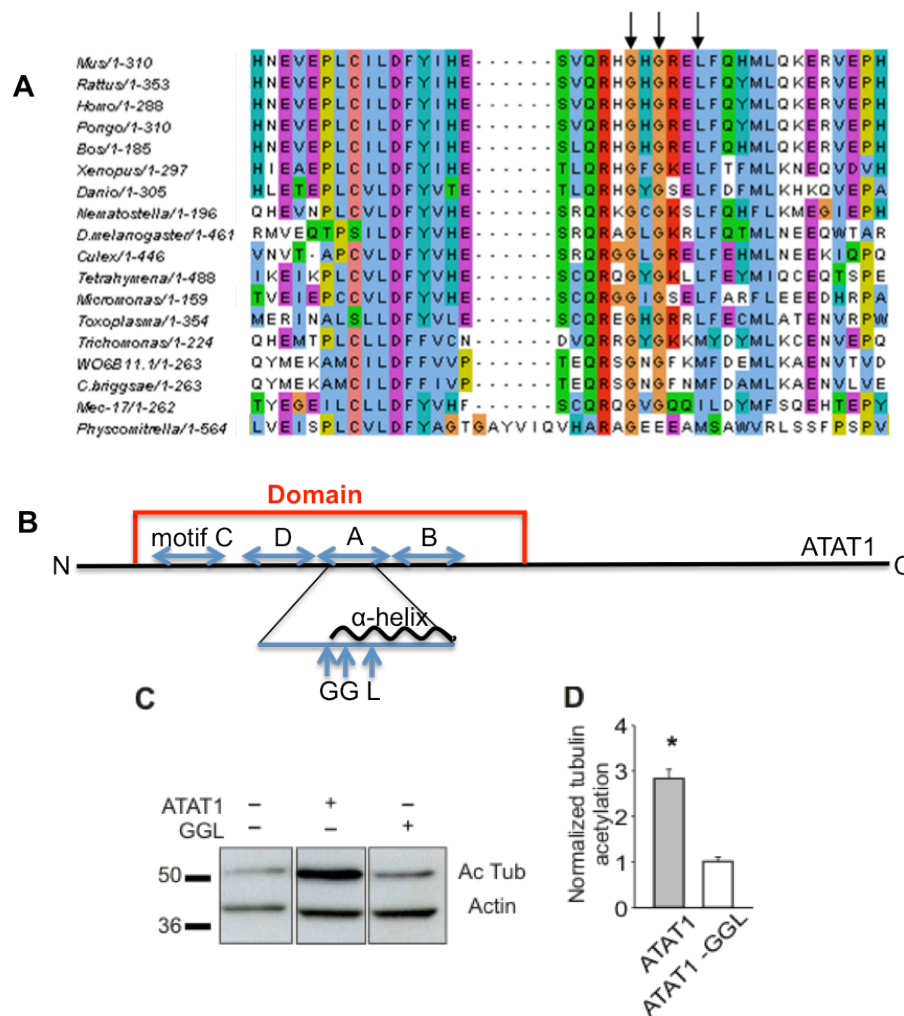 A
Mus/1-310 HNEVEPLCILDFYIHE------SVQRHGHGRELFQHMLQKERVEPH
Rattus/1-353 HNEVEPLCILDFYIHE------SVQRHGHGRELFQYMLQKERVEPH
Homo/1-288 HNEVEPLCILDFYIHE------SVQRHGHGRELFQYMLQKERVEPH
Pongo/1-310 HNEVEPLCILDFYIHE------SLQRHGHGRELFQYMLQKERVEPH
Bos/1-185 HNEVEPLCILDFYIHE------SLQRHGHGRELFQHMLQKERVEPH
Xenopus/1-297 HIEAEPLCILDFYIHE------TLQRHGFGKELFTFMLKNEQVDVH
Danio/1-305 HLETEPLCVLDFYVTE------TLQRHGYGSELFDFMLKHKQVEPA
Nematostella/1-196 QHEVNPLCVLDFYVHE------SRQRKGCGKSLFQHFLKMEGIEPH
D.melanogaster/1-461 RMVEQTPSILDFYVHE------SRQRAGLGKRLFQTMLNEEQWTAR
Culex/1-446 VNVT-APCVLDFYVHE------SRQRGGLGRELFQHMLNEEKIQPQ
Tetrahymena/1-488 IKEIKPLCVLDFYVHE------SCQRQGYGKLLFEYMIQCEQTSPE
Micromonas/1-159 TVEIEPCCVLDFYVHE------SCQRGGIGSELFARFLEEEDHRPA
Toxoplasma/1-354 MERINALSLLDFYVLE------SCQREGHGRRLFECMLATENVRPW
Trichomonas/1-224 QHEMTPLCLLDFFVCN------DVQRRGYGKKMYDYMLKCENVEPQ
WO6B11.1/1-263 QYMEKAMCILDFFVVP------TEQRSGNGFKMFDEMLKAENVTVD
C.briggsae/1-263 QYMEKAMCILDFFIVP------TEQRSGNGFNMFDAMLKAENVLVE
Mec-17/1-262 TYEGEILCLLDFYVHF------SCQRQGVGQQILDYMFSQEHTEPY
Physcomitrella/1-564 LVEISPLCVLDFYAGTGAYVIQVHARAGEEEAMSAWVRLSSFPSPV
B
Domain
motif C D A B
N ATAT1 C
α-helix
GG L
C
ATAT1 – + –
GGL – – +
50 Ac Tub
Actin
36
D
Normalized tubulin
acetylation
4
3
2
1
0
*
ATAT1
ATAT1 -GGL